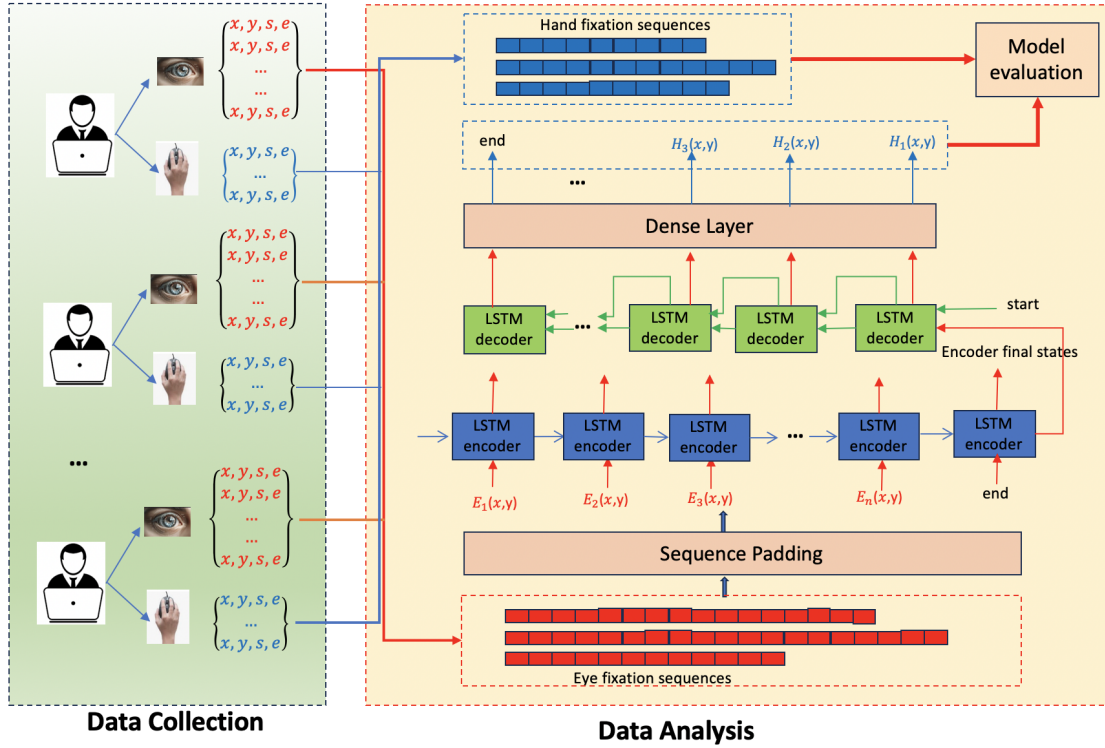 {x, y, s, e
x, y, s, e
...
...
x, y, s, e}
{x, y, s, e
...
x, y, s, e}
{x, y, s, e
x, y, s, e
...
...
x, y, s, e}
{x, y, s, e
...
x, y, s, e}
...
{x, y, s, e
x, y, s, e
...
...
x, y, s, e}
{x, y, s, e
...
x, y, s, e}
Data Collection
Hand fixation sequences
Model
evaluation
end
H₃(x,y)
H₂(x,y)
H₁(x,y)
...
Dense Layer
start
LSTM
decoder
...
LSTM
decoder
LSTM
decoder
LSTM
decoder
Encoder final states
LSTM
encoder
LSTM
encoder
LSTM
encoder
...
LSTM
encoder
LSTM
encoder
E₁(x,y)
E₂(x,y)
E₃(x,y)
Eₙ(x,y)
end
Sequence Padding
Eye fixation sequences
Data Analysis